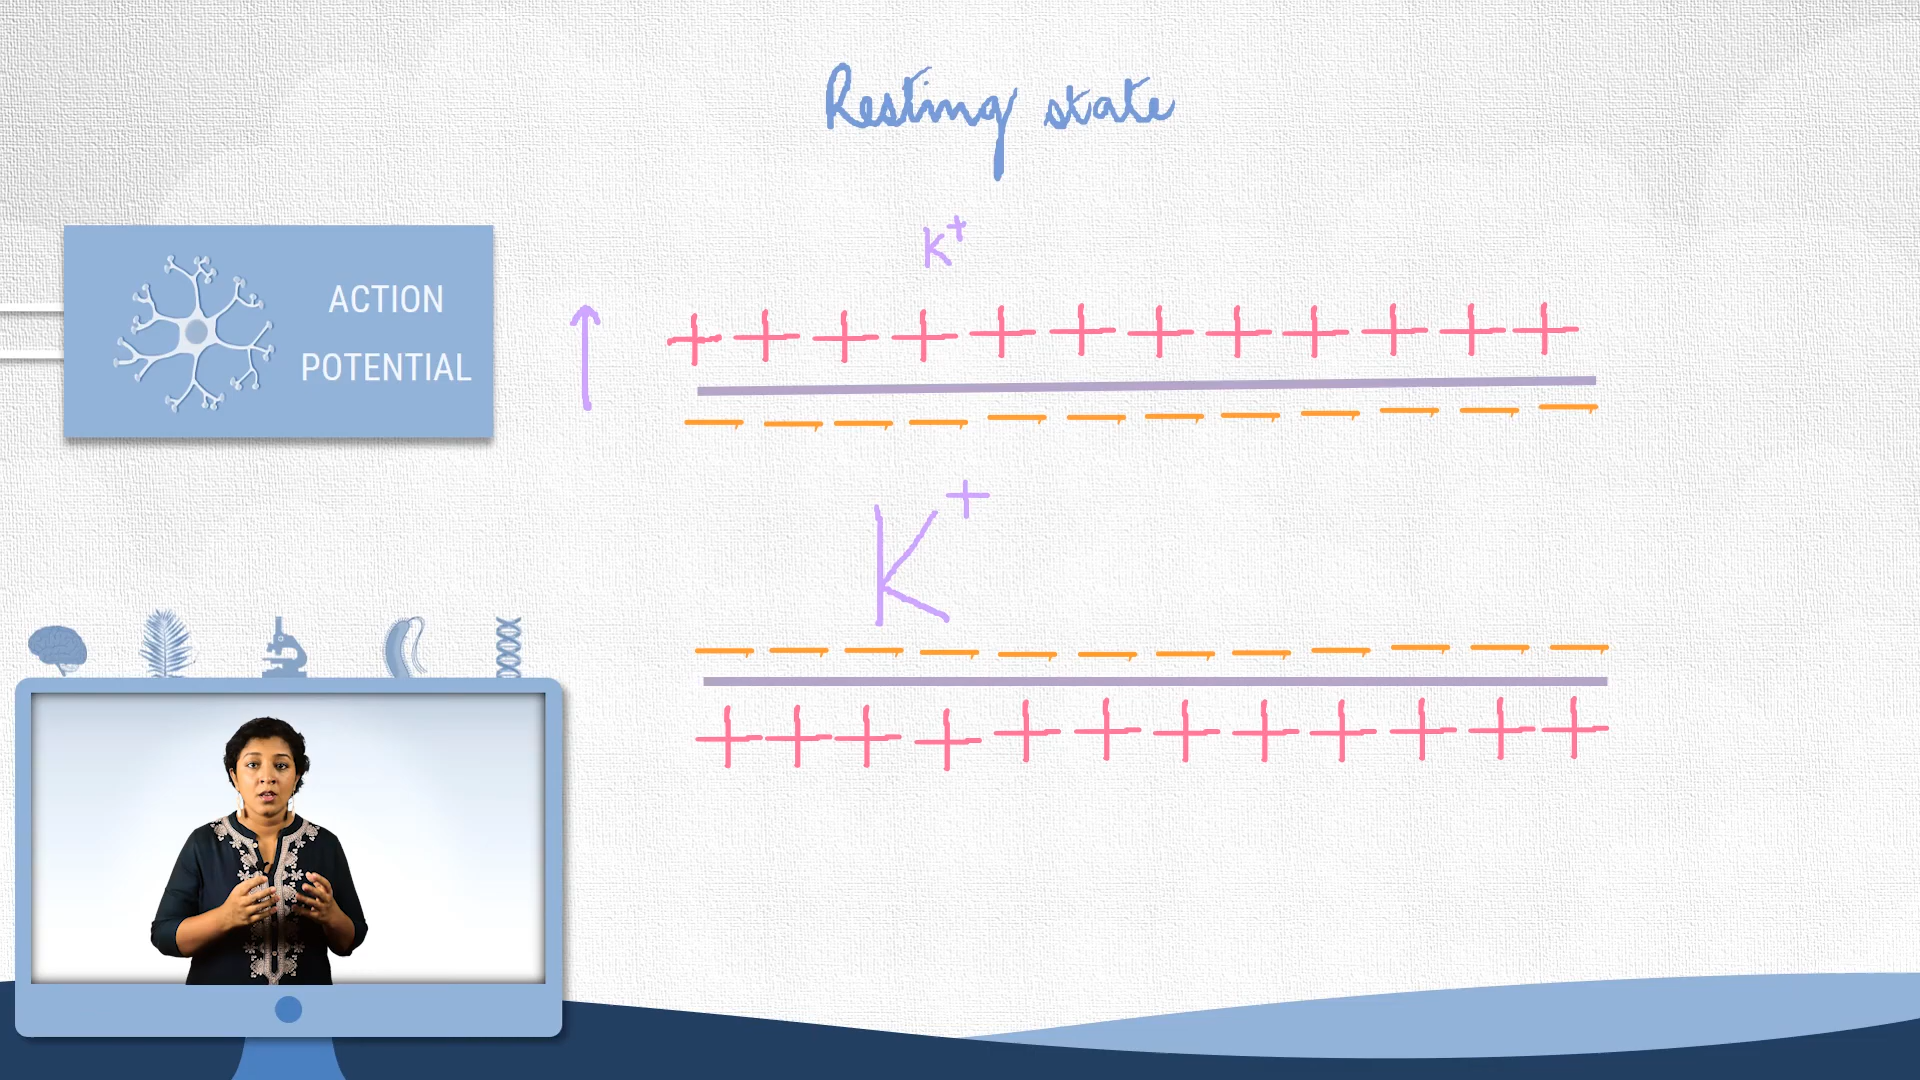 Resting state
ACTION
POTENTIAL
K+
+ + + + + + + + + + + +
− − − − − − − − − − − −
K+
− − − − − − − − − − − −
+ + + + + + + + + + + +